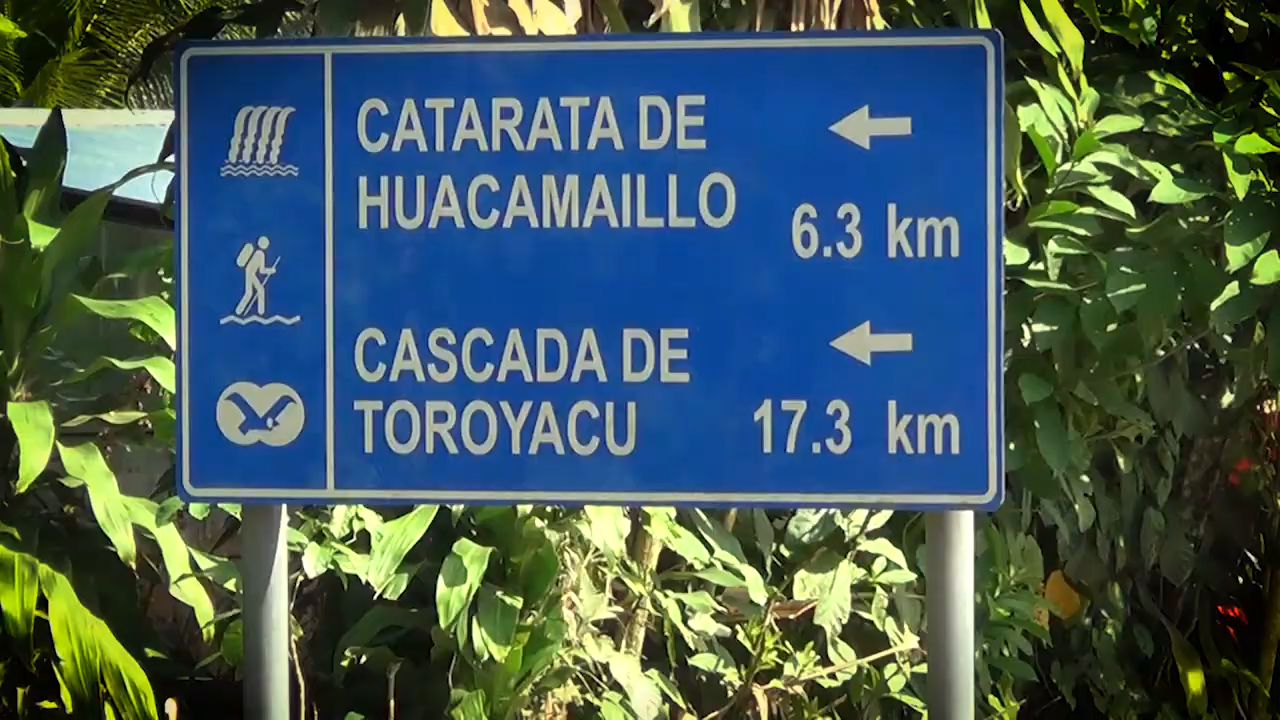 CATARATA DE
HUACAMAILLO
6.3 km
CASCADA DE
TOROYACU
17.3 km